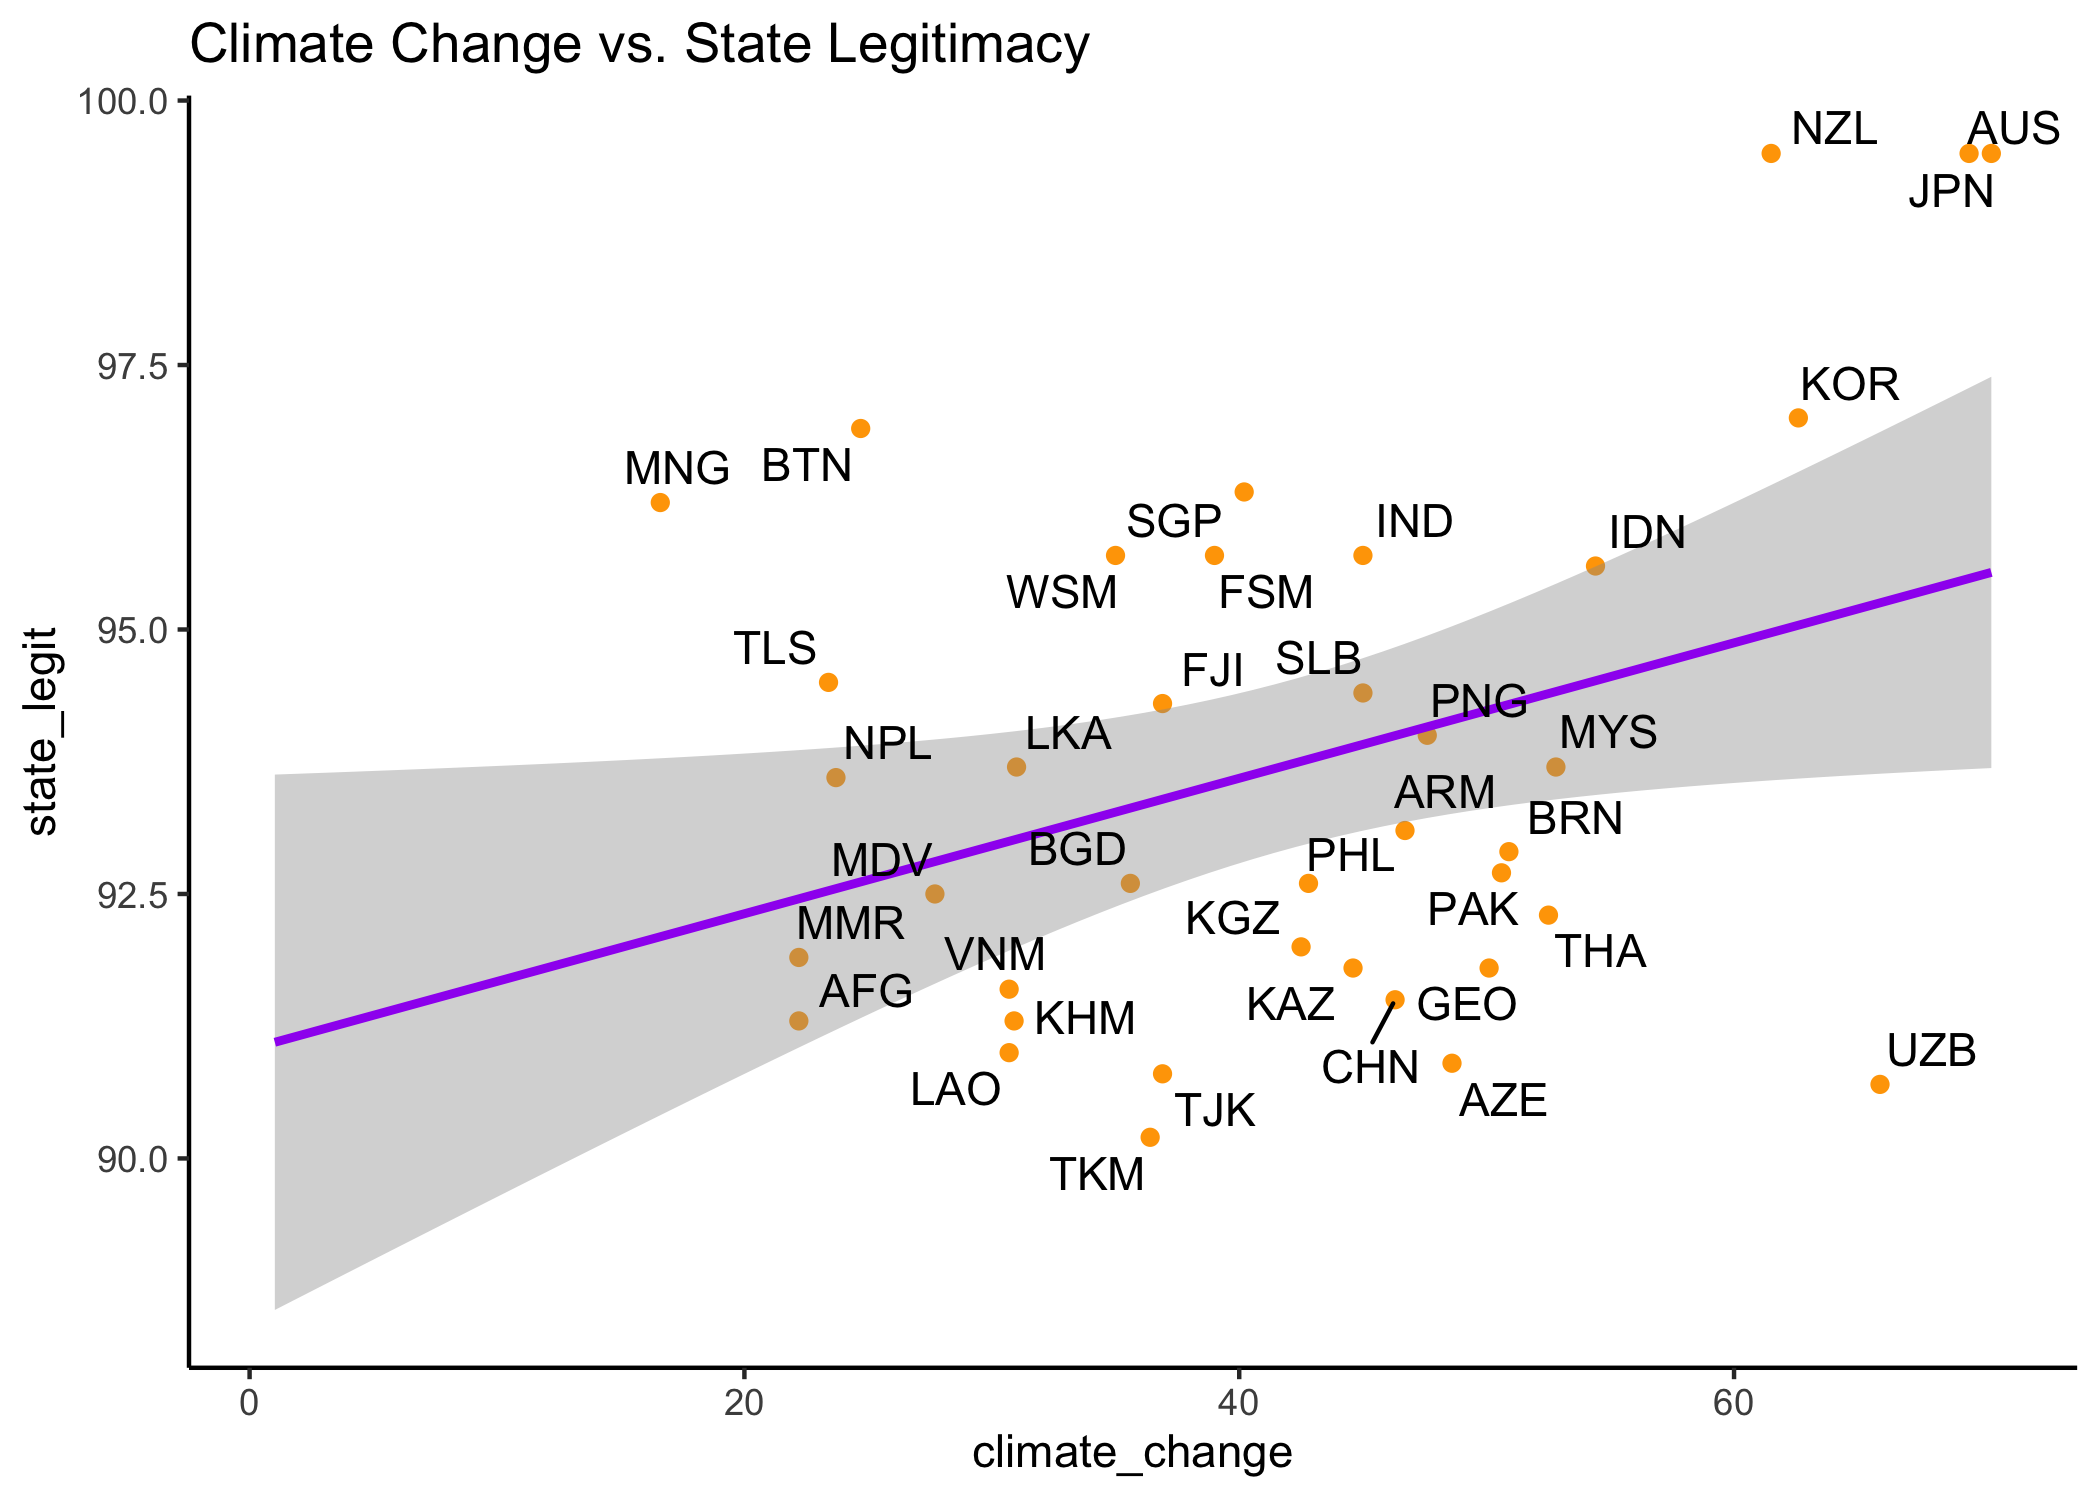 Climate Change vs. State Legitimacy
100.0
NZL
AUS
JPN
97.5
KOR
MNG
BTN
SGP
IND
IDN
WSM
FSM
95.0
state_legit
TLS
FJI
SLB
PNG
NPL
LKA
MYS
ARM
BRN
MDV
BGD
PHL
92.5
MMR
KGZ
PAK
VNM
THA
AFG
KHM
KAZ
GEO
CHN
UZB
LAO
TJK
AZE
90.0
TKM
0
20
40
60
climate_change